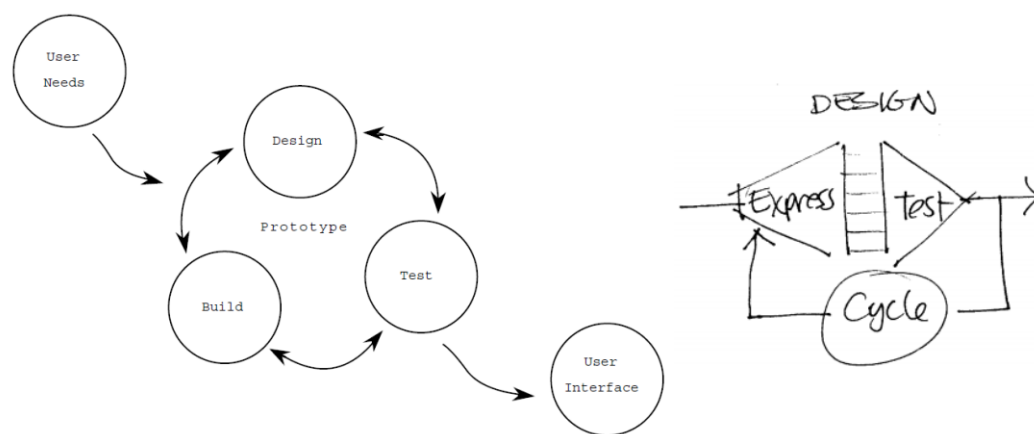 User
Needs
Design
Prototype
Build
Test
User
Interface
DESIGN
Express
test
Cycle